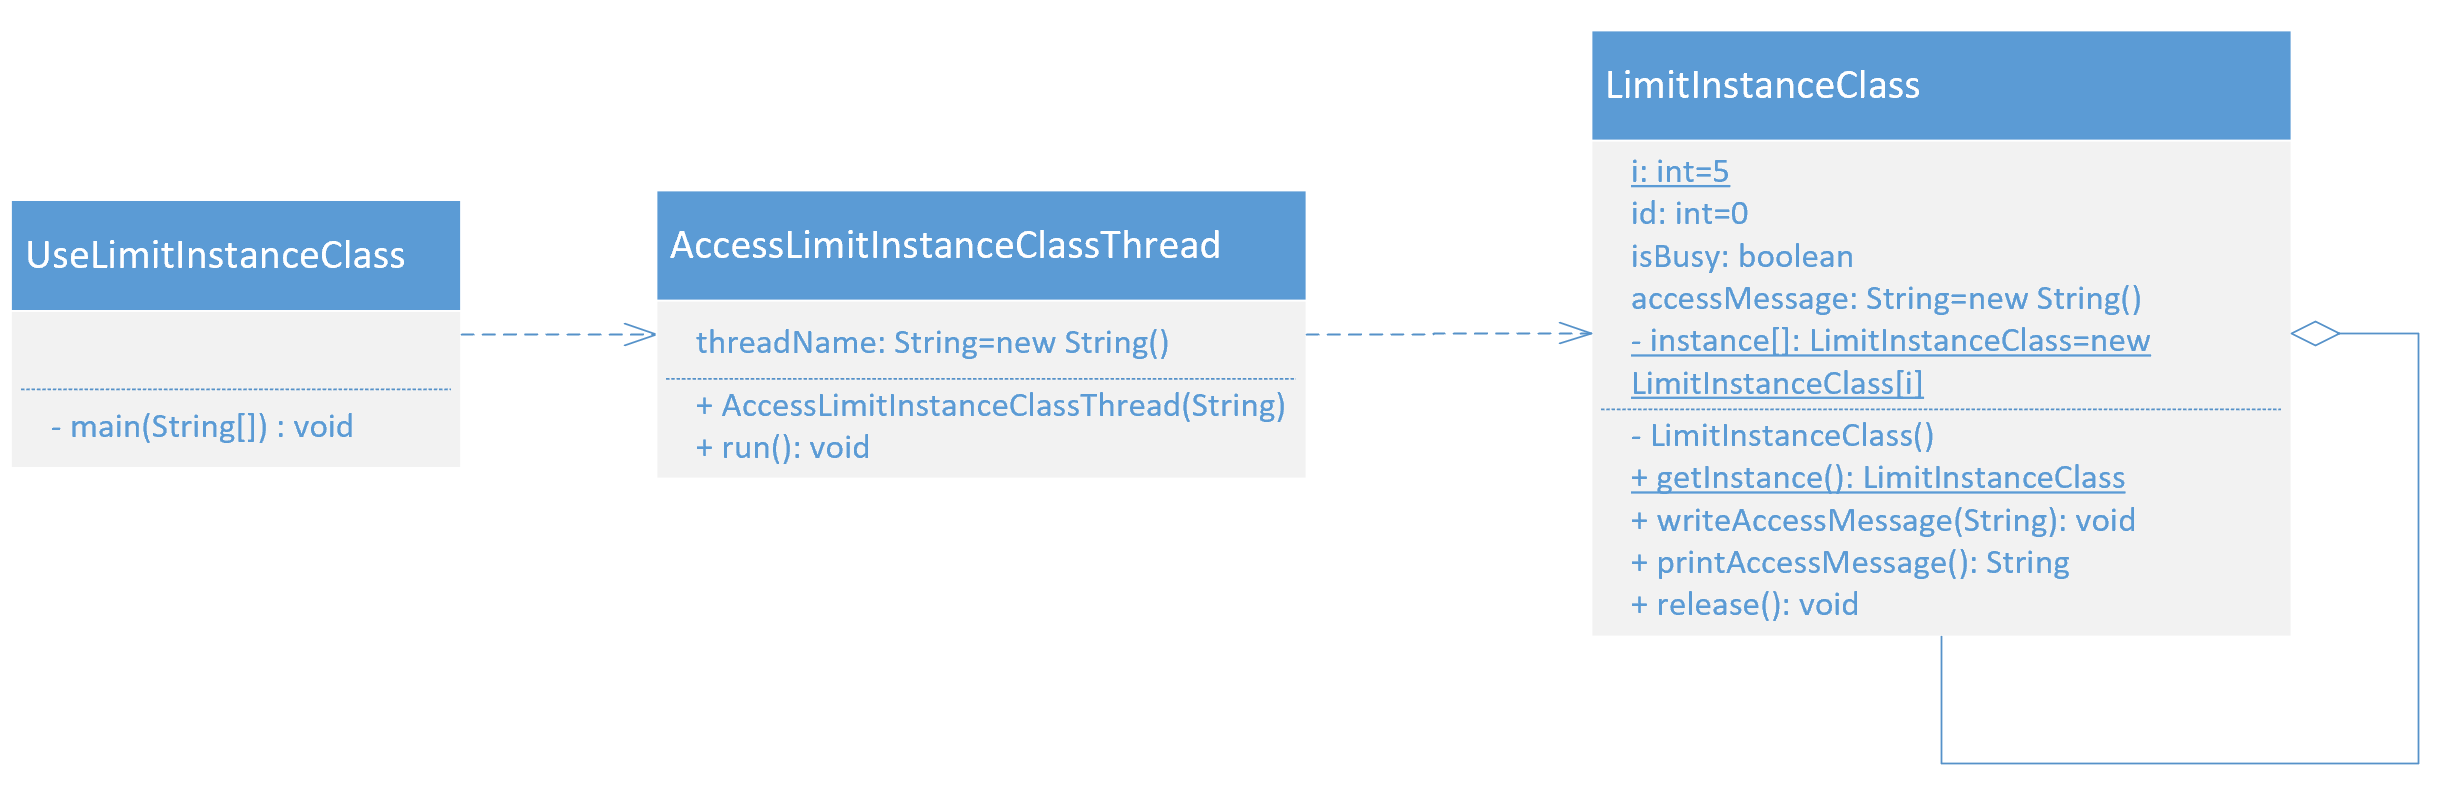 UseLimitInstanceClass
- main(String[]) : void
AccessLimitInstanceClassThread
threadName: String=new String()
+ AccessLimitInstanceClassThread(String)
+ run(): void
LimitInstanceClass
i: int=5
id: int=0
isBusy: boolean
accessMessage: String=new String()
- instance[]: LimitInstanceClass=new
LimitInstanceClass[i]
- LimitInstanceClass()
+ getInstance(): LimitInstanceClass
+ writeAccessMessage(String): void
+ printAccessMessage(): String
+ release(): void